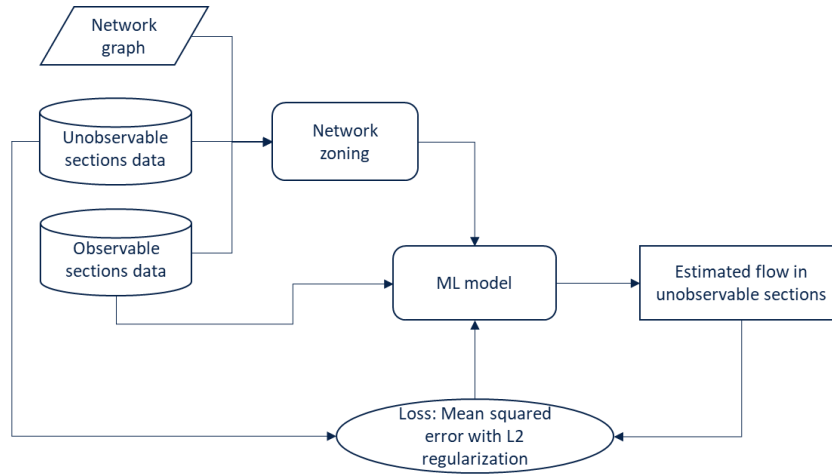 Network
graph
Unobservable
sections data
Network
zoning
Observable
sections data
ML model
Estimated flow in
unobservable sections
Loss: Mean squared
error with L2
regularization